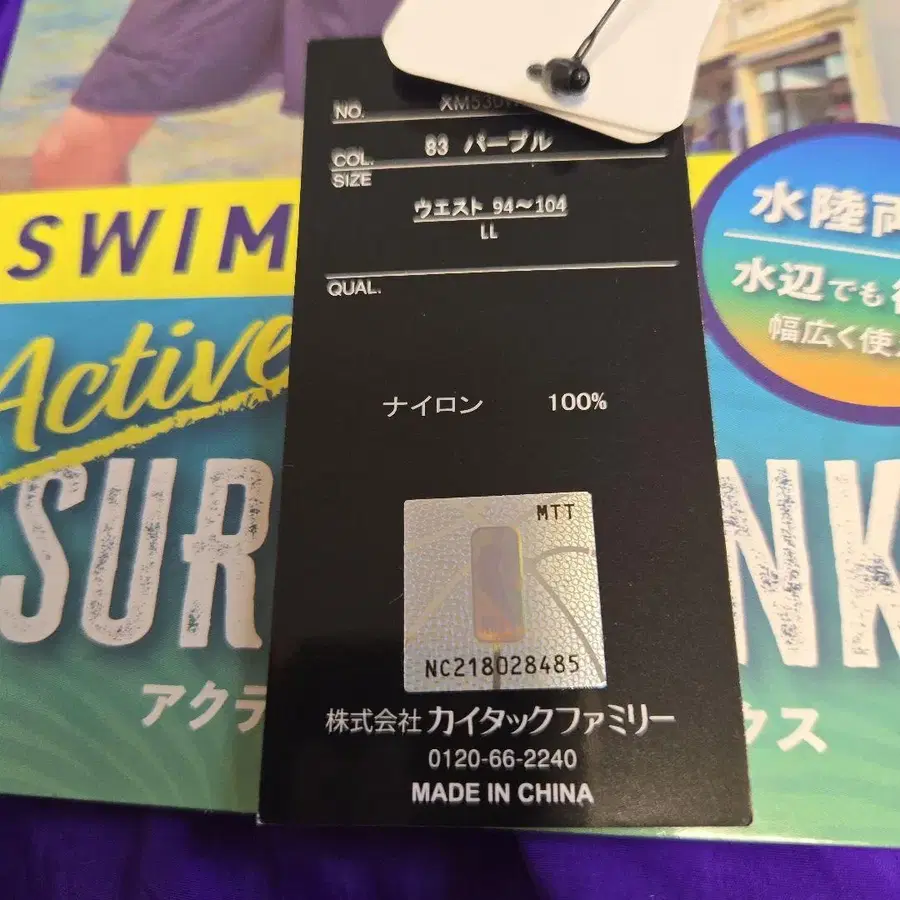 NO.
COL. 83 パープル
SIZE
ウエスト 94〜104
LL
QUAL.
ナイロン 100%
MTT
NC218028485
株式会社 カイタックファミリー
0120-66-2240
MADE IN CHINA
SWIM
Active
SUR
NK
アクラ
クス
水陸両
水辺でも
幅広く使